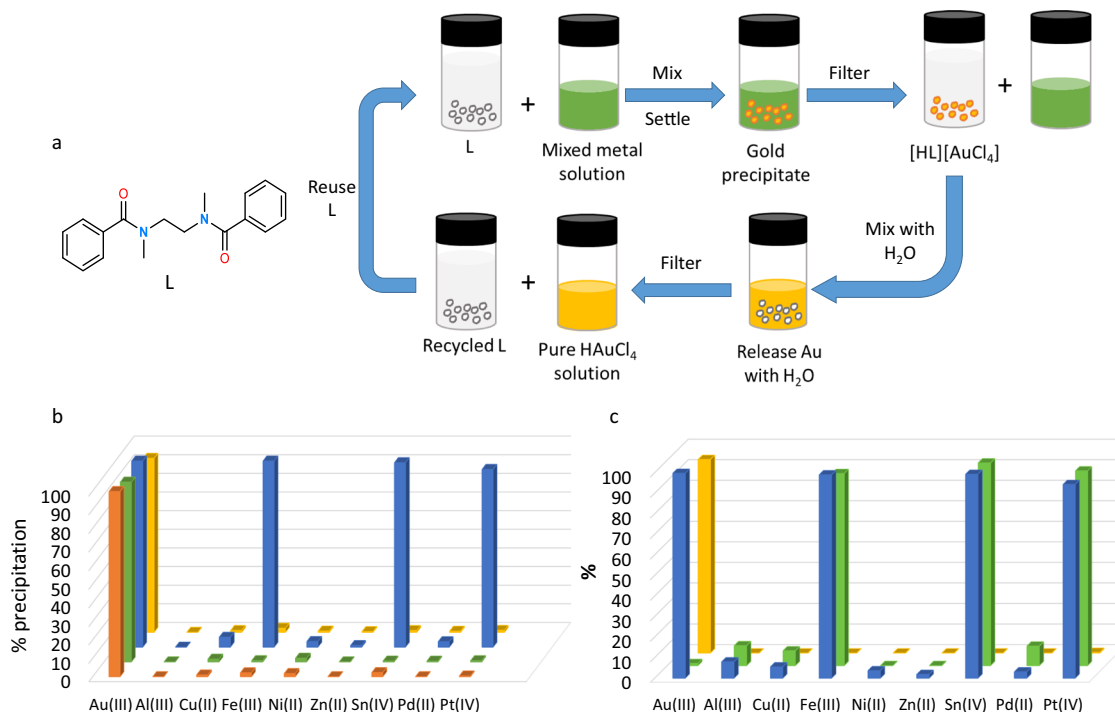 a
O
N
N
O
L
Reuse
L
L
+
Mixed metal
solution
Mix
Settle
Gold
precipitate
Filter
+
[HL][AuCl4]
Mix with
H2O
Release Au
with H2O
Filter
Pure HAuCl4
solution
+
Recycled L
b
% precipitation
100
90
80
70
60
50
40
30
20
10
0
Au(III) Al(III) Cu(II) Fe(III) Ni(II) Zn(II) Sn(IV) Pd(II) Pt(IV)
c
%
100
90
80
70
60
50
40
30
20
10
0
Au(III) Al(III) Cu(II) Fe(III) Ni(II) Zn(II) Sn(IV) Pd(II) Pt(IV)